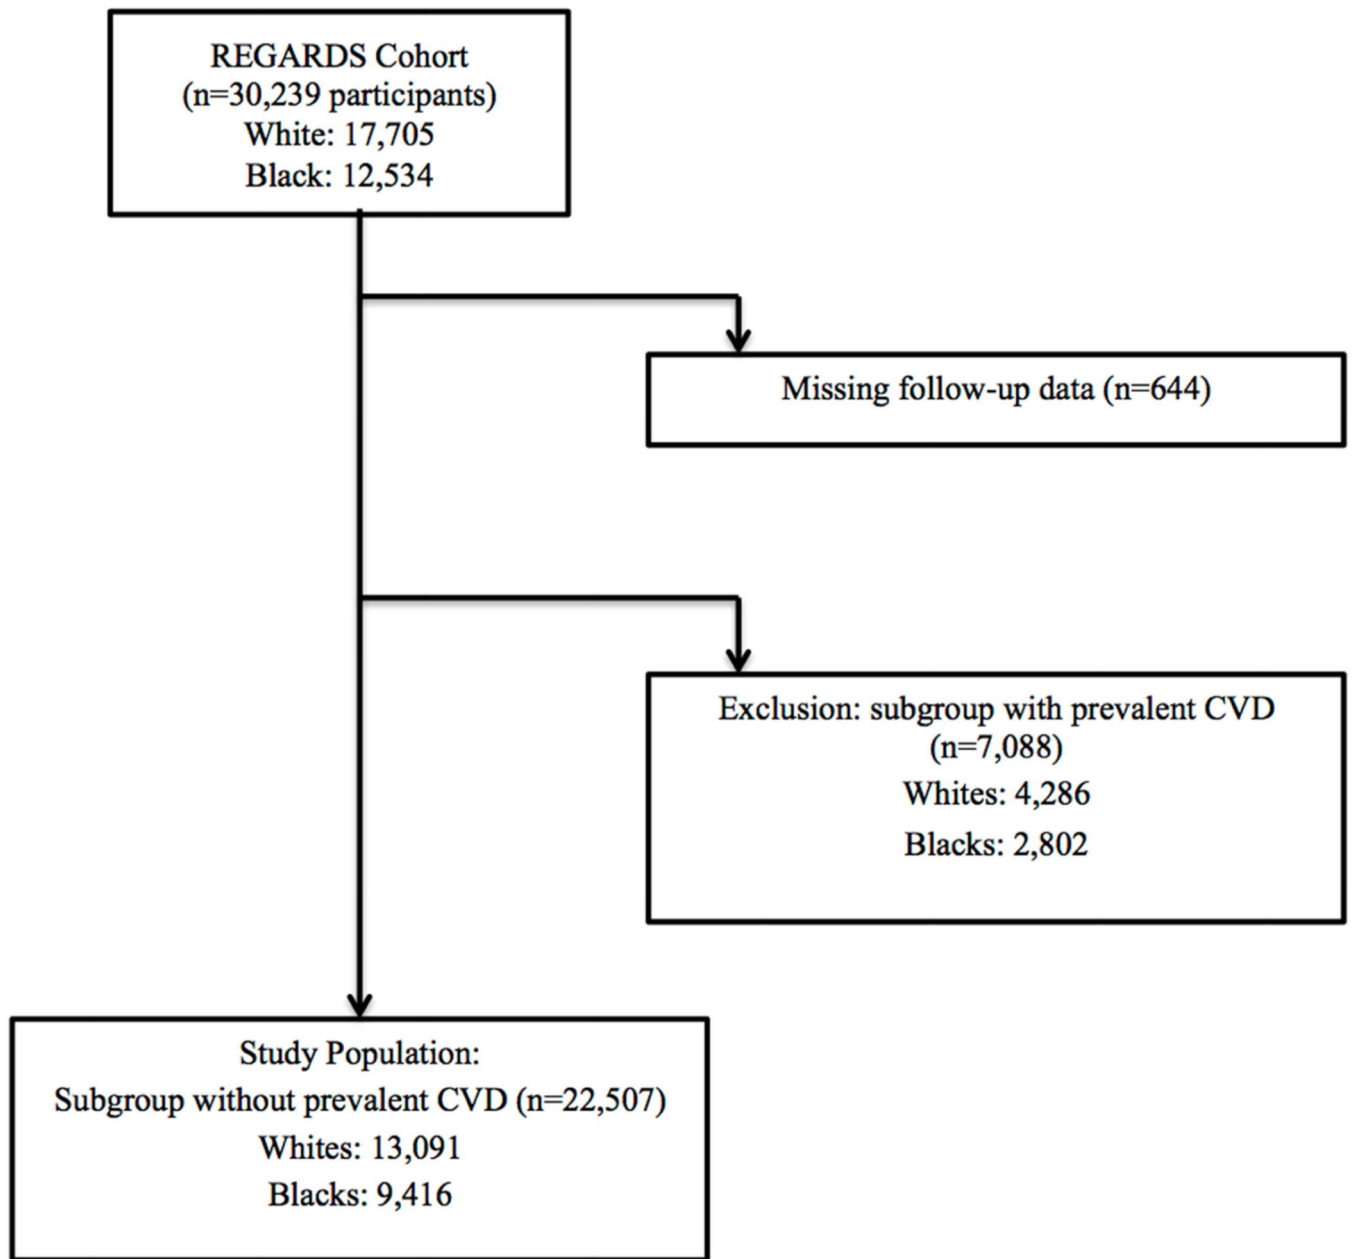 REGARDS Cohort
(n=30,239 participants)
White: 17,705
Black: 12,534
Missing follow-up data (n=644)
Exclusion: subgroup with prevalent CVD
(n=7,088)
Whites: 4,286
Blacks: 2,802
Study Population:
Subgroup without prevalent CVD (n=22,507)
Whites: 13,091
Blacks: 9,416